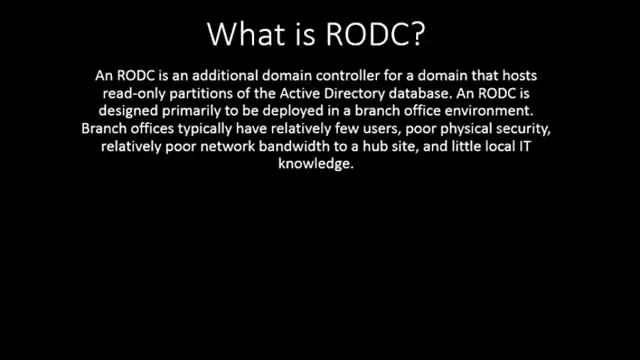 What is RODC?
An RODC is an additional domain controller for a domain that hosts
read-only partitions of the Active Directory database. An RODC is
designed primarily to be deployed in a branch office environment.
Branch offices typically have relatively few users, poor physical security,
relatively poor network bandwidth to a hub site, and little local IT
knowledge.